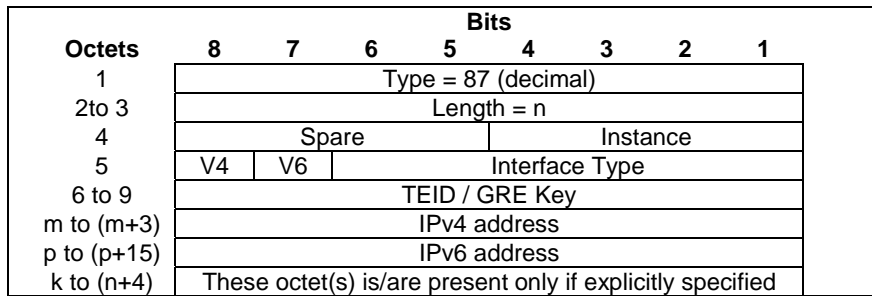 Bits
Octets 8 7 6 5 4 3 2 1
1 Type = 87 (decimal)
2to 3 Length = n
4 Spare Instance
5 V4 V6 Interface Type
6 to 9 TEID / GRE Key
m to (m+3) IPv4 address
p to (p+15) IPv6 address
k to (n+4) These octet(s) is/are present only if explicitly specified